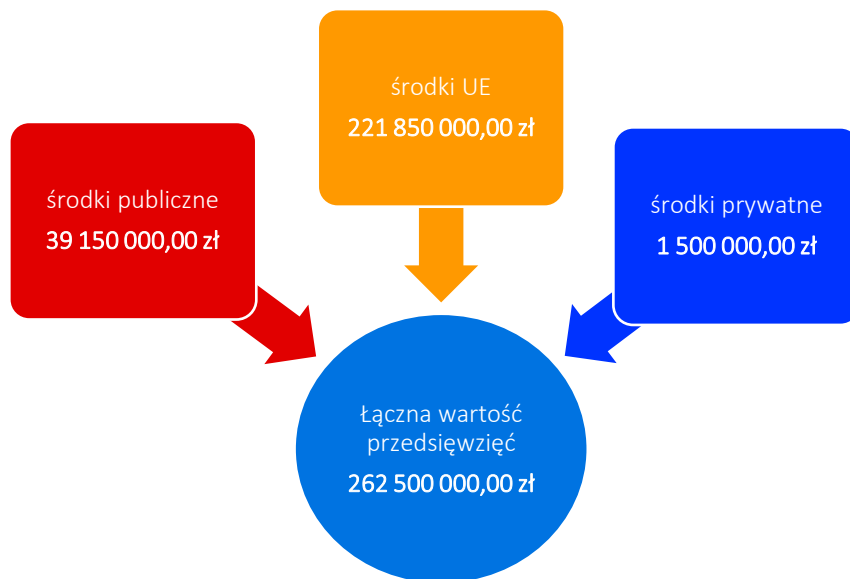 środki UE
221 850 000,00 zł
środki publiczne
39 150 000,00 zł
środki prywatne
1 500 000,00 zł
Łączna wartość
przedsięwzięć
262 500 000,00 zł